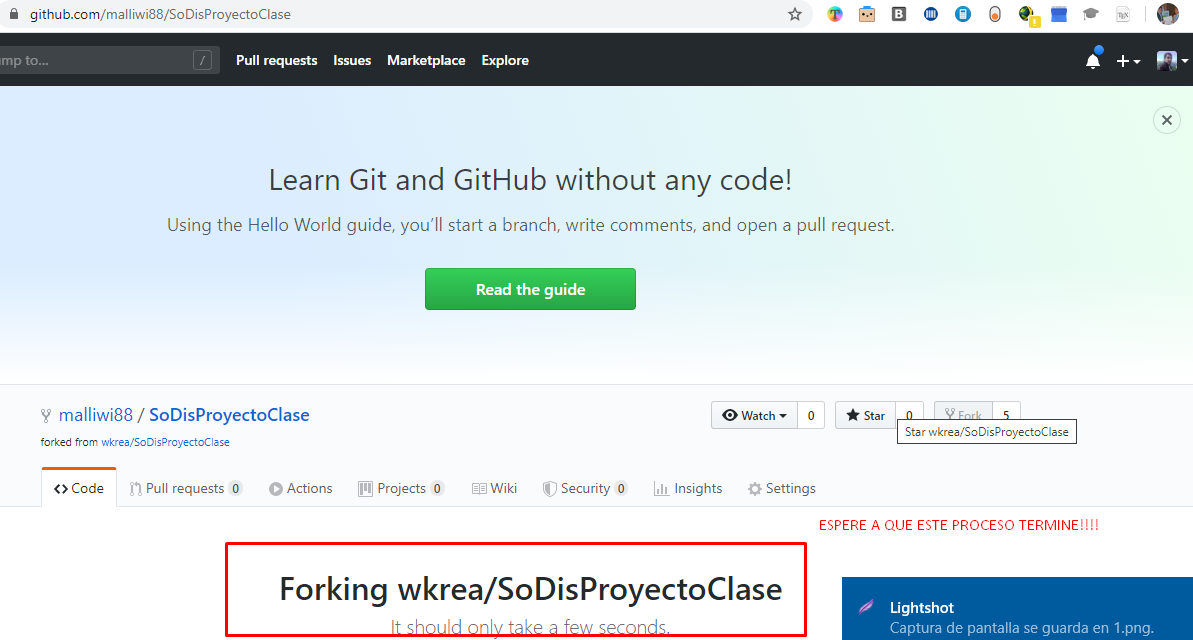 github.com/malliwi88/SoDisProyectoClase
mp to...
/
Pull requests Issues Marketplace Explore
Learn Git and GitHub without any code!
Using the Hello World guide, you’ll start a branch, write comments, and open a pull request.
Read the guide
malliwi88 / SoDisProyectoClase
forked from wkrea/SoDisProyectoClase
Watch 0 Star 0 Fork 5
Star wkrea/SoDisProyectoClase
Code Pull requests 0 Actions Projects 0 Wiki Security 0 Insights Settings
ESPERE A QUE ESTE PROCESO TERMINE!!!!
Forking wkrea/SoDisProyectoClase
It should only take a few seconds.
Lightshot
Captura de pantalla se guarda en 1.png.